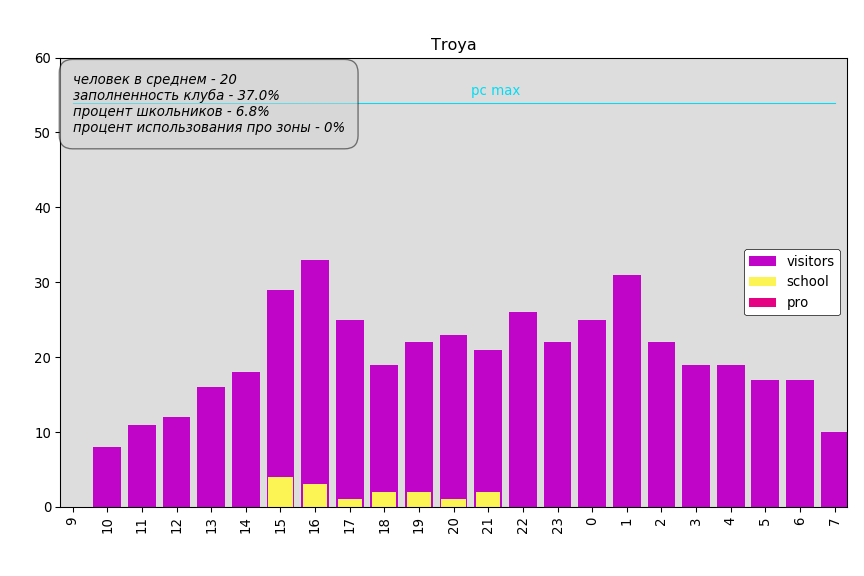 Troya
60
человек в среднем - 20
заполненность клуба - 37.0%
процент школьников - 6.8%
процент использования про зоны - 0%
pc max
50
40
30
20
10
0
visitors
school
pro
9 10 11 12 13 14 15 16 17 18 19 20 21 22 23 0 1 2 3 4 5 6 7